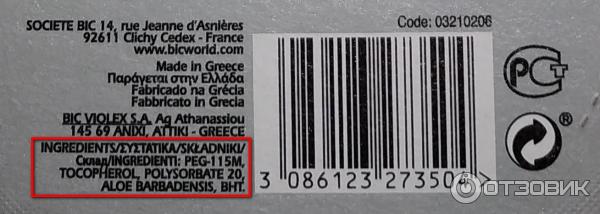 SOCIETE BIC 14, rue Jeanne d'Asnières
92611 Clichy Cedex - France
www.bicworld.com
Made in Greece
Παράγεται στην Ελλάδα
Fabricado na Grécia
Fabbricato in Grecia
BIC VIOLEX S.A. Ag Athanassiou
145 69 ANIXI, ATTIKI - GREECE
INGREDIENTS/ΣΥΣΤΑΤΙΚΑ/SKŁADNIKI/
Склад/INGREDIENTI: PEG-115M,
TOCOPHEROL, POLYSORBATE 20,
ALOE BARBADENSIS, BHT.
Code: 03210206
3 086123 273504
РСТ
ОТЗОВИК